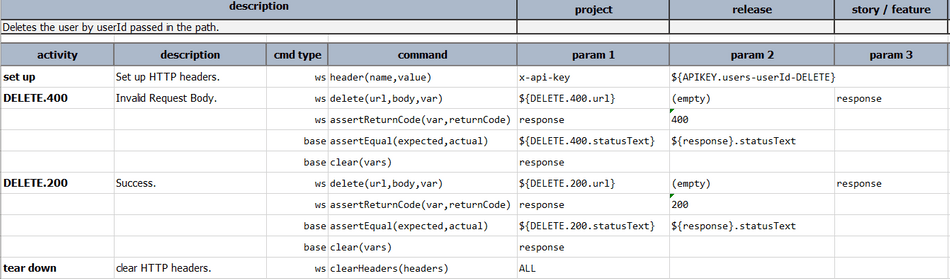 description project release story / feature
Deletes the user by userId passed in the path.
activity description cmd type command param 1 param 2 param 3
set up Set up HTTP headers. ws header(name,value) x-api-key ${APIKEY.users-userId-DELETE}
DELETE.400 Invalid Request Body. ws delete(url,body,var) ${DELETE.400.url} (empty) response
ws assertReturnCode(var,returnCode) response 400
base assertEqual(expected,actual) ${DELETE.400.statusText} ${response}.statusText
base clear(vars) response
DELETE.200 Success. ws delete(url,body,var) ${DELETE.200.url} (empty) response
ws assertReturnCode(var,returnCode) response 200
base assertEqual(expected,actual) ${DELETE.200.statusText} ${response}.statusText
base clear(vars) response
tear down clear HTTP headers. ws clearHeaders(headers) ALL